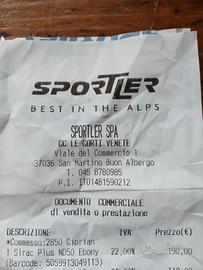 SPORTLER
BEST IN THE ALPS
SPORTLER SPA
CC LE CORTI VENETE
Viale del Commercio 1
37036 San Martino Buon Albergo
T. 045 8780985
P.I. IT01481590212
DOCUMENTO COMMERCIALE
di vendita o prestazione
DESCRIZIONE IVA Prezzo(€)
*Commesso:2850 Ciprian
1 Sirac Plus ND50 Ebony 22,00% 190,00
(Barcode): 5059913049113)